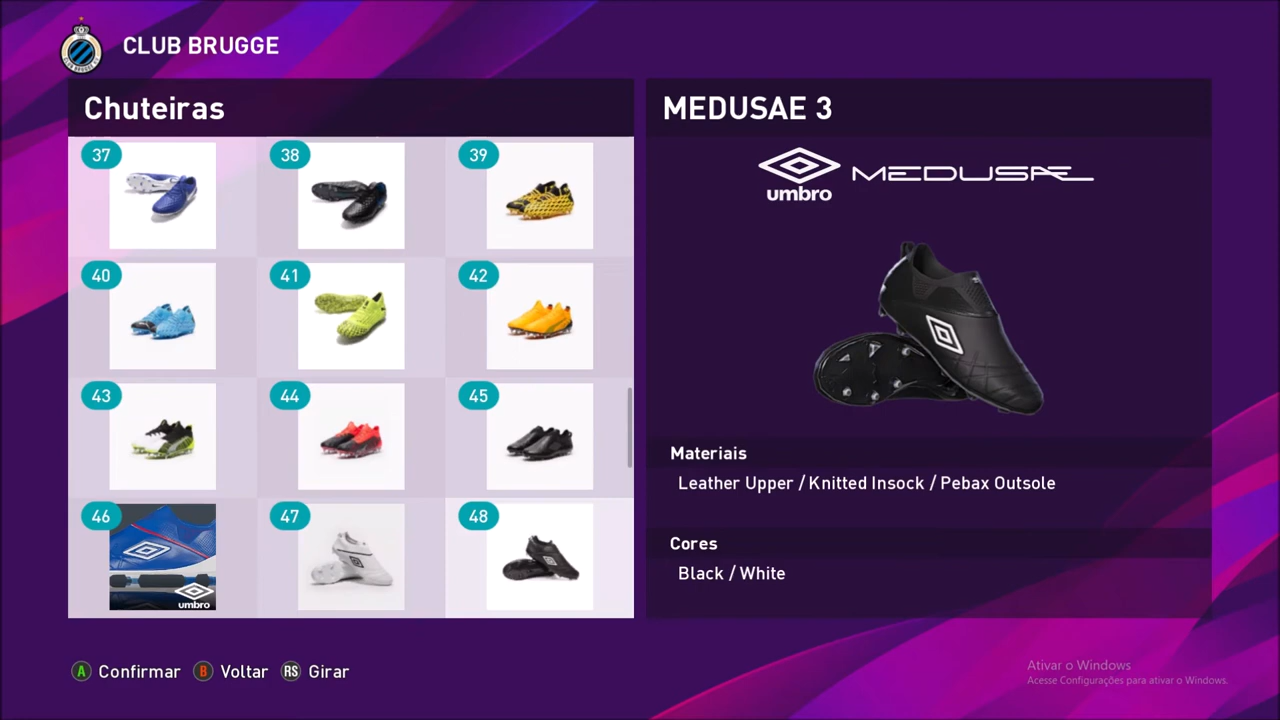 CLUB BRUGGE
Chuteiras
37
38
39
40
41
42
43
44
45
46
umbro
47
48
MEDUSAE 3
umbro
MEDUSAE
Materiais
Leather Upper / Knitted Insock / Pebax Outsole
Cores
Black / White
A Confirmar B Voltar RS Girar
Ativar o Windows
Acesse Configurações para ativar o Windows.